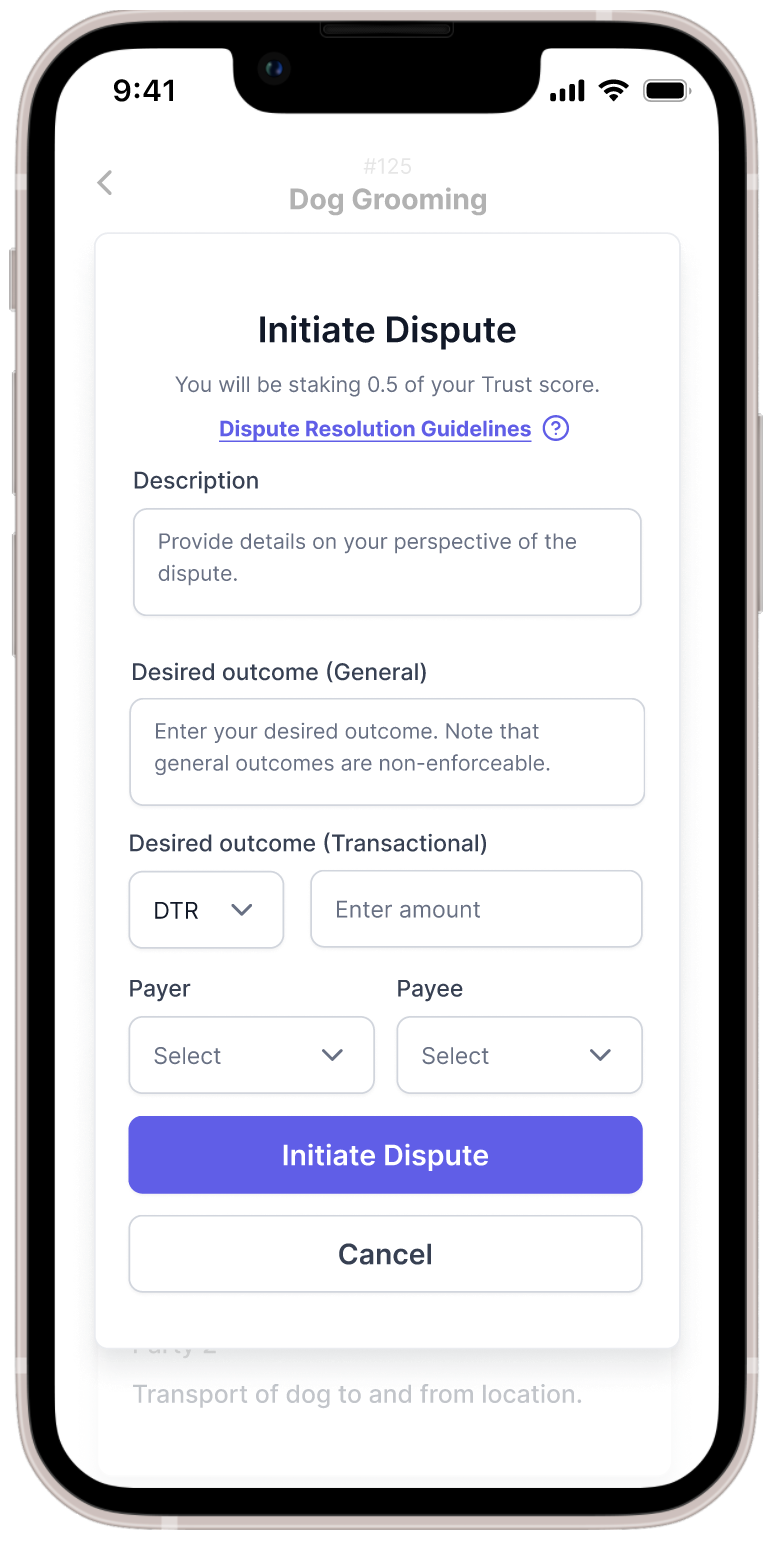 9:41
#125
Dog Grooming
Initiate Dispute
You will be staking 0.5 of your Trust score.
Dispute Resolution Guidelines ?
Description
Provide details on your perspective of the
dispute.
Desired outcome (General)
Enter your desired outcome. Note that
general outcomes are non-enforceable.
Desired outcome (Transactional)
DTR Enter amount
Payer Payee
Select Select
Initiate Dispute
Cancel
Party 2
Transport of dog to and from location.